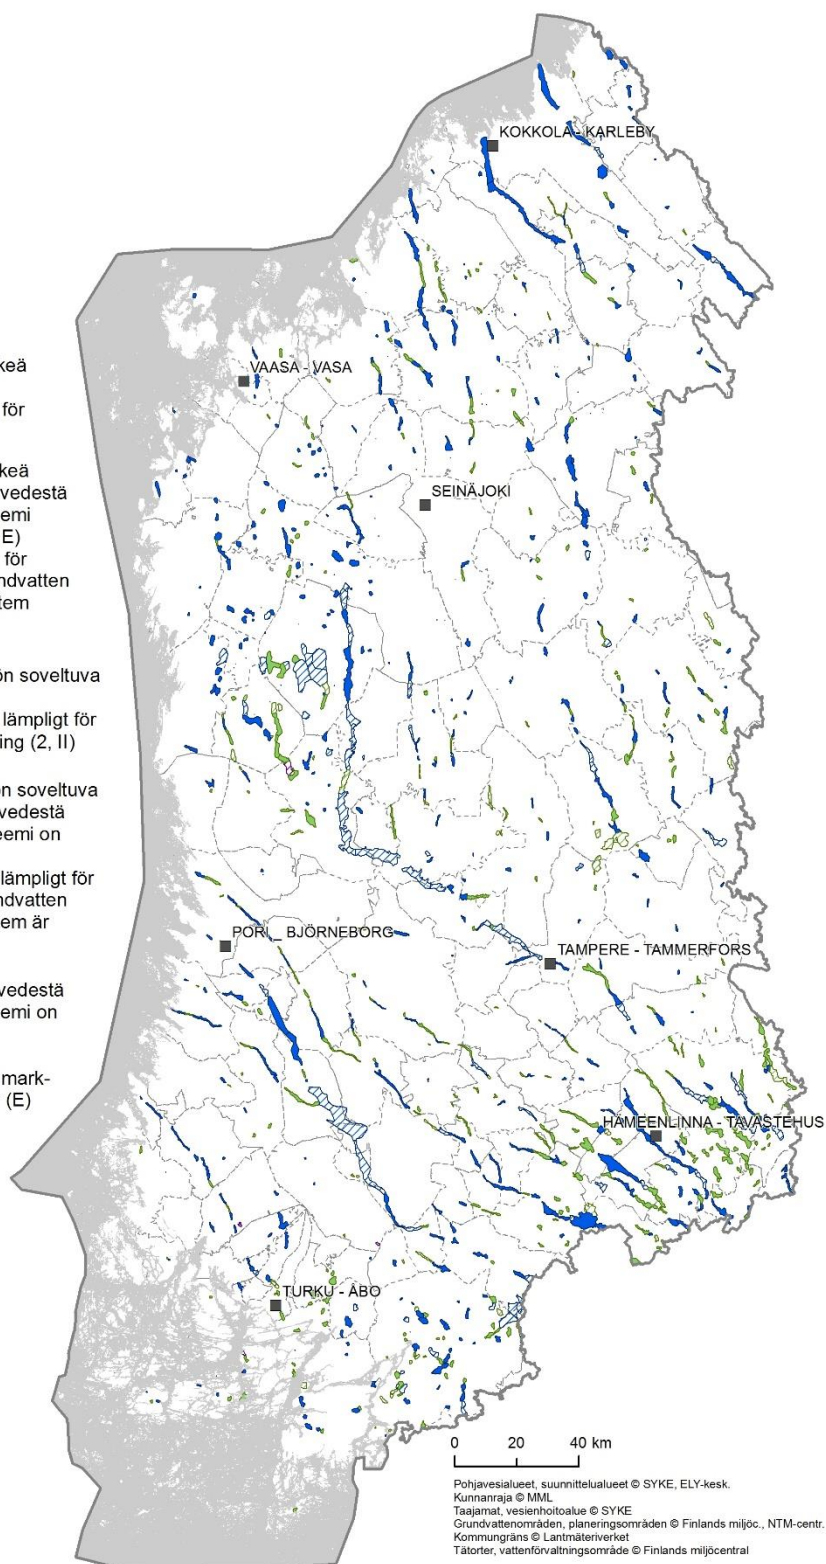 KOKKOLA - KARLEBY
keä
VAASA - VASA
för
keä
vedestä
SEINÄJOKI
E)
för
ndvatten
tem
ön soveltuva
lämpligt för
ing (2, II)
ön soveltuva
vedestä
eemi on
lämpligt för
ndvatten
em är
PORI BJÖRNEBORG
TAMPERE - TAMMERFORS
vedestä
eemi on
mark-
(E)
HÄMEENLINNA - TAVASTEHUS
TURKU - ÅBO
0 20 40 km
Pohjavesialueet, suunnittelualueet © SYKE, ELY-kesk.
Kunnanraja © MML
Taajamat, vesienhoitoalue © SYKE
Grundvattenområden, planeringsområden © Finlands miljöc., NTM-centr.
Kommungräns © Lantmäteriverket
Tätorter, vattenförvaltningsområde © Finlands miljöcentral